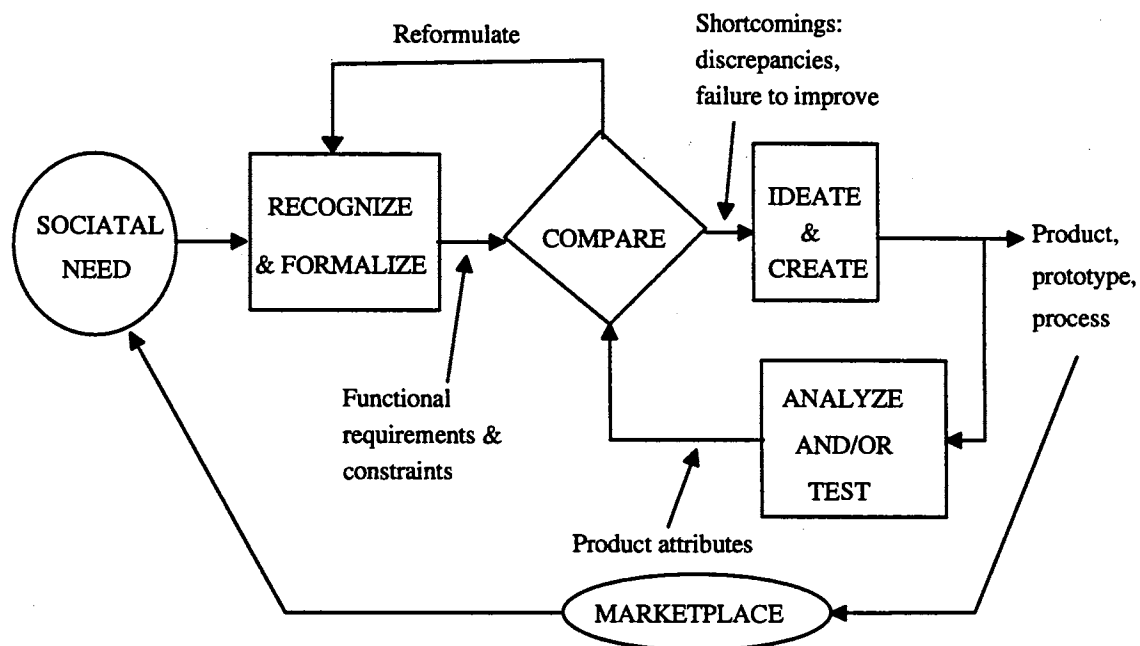 Reformulate
Shortcomings:
discrepancies,
failure to improve
SOCIATAL
NEED
RECOGNIZE
& FORMALIZE
COMPARE
IDEATE
&
CREATE
Product,
prototype,
process
Functional
requirements &
constraints
ANALYZE
AND/OR
TEST
Product attributes
MARKETPLACE